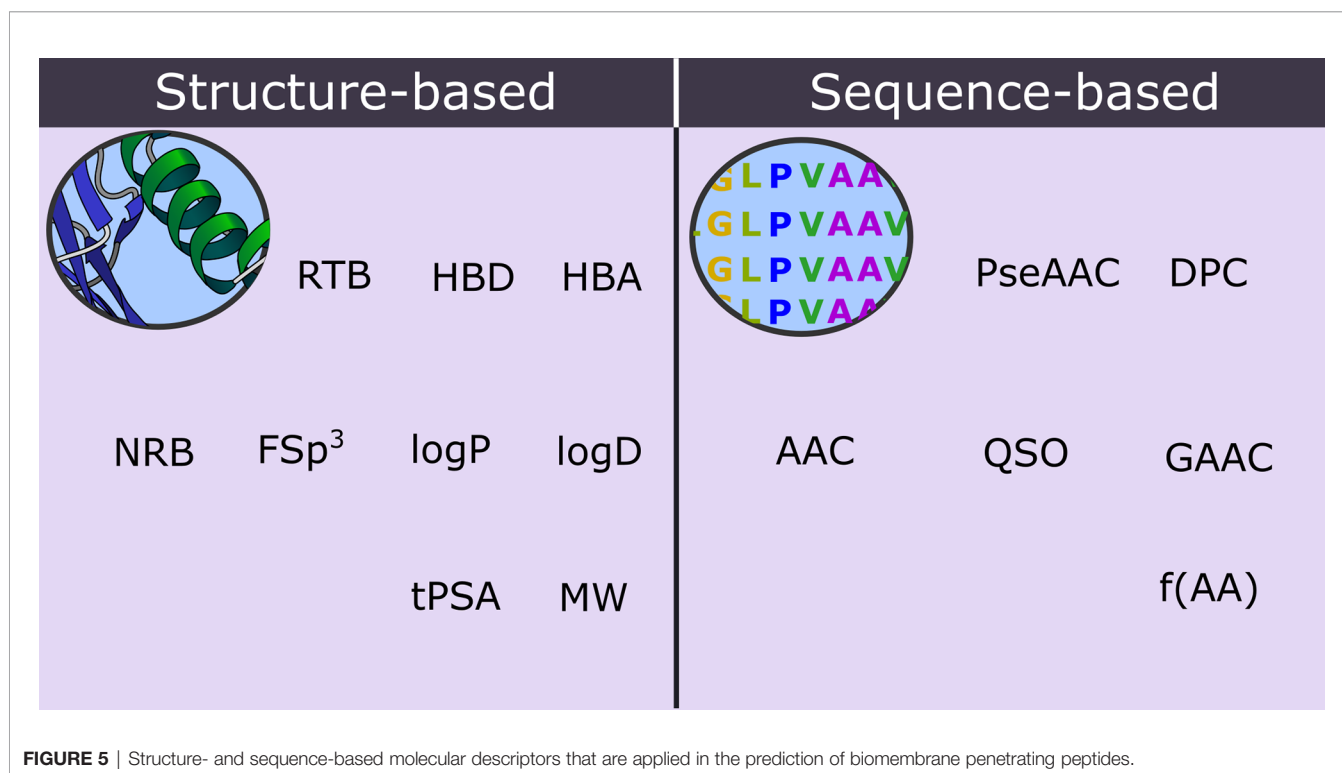 Structure-based
Sequence-based
RTB HBD HBA
NRB FSp³ logP logD
tPSA MW
GLPVAA
GLPVAAV
GLPVAAV
LPVAA
PseAAC DPC
AAC QSO GAAC
f(AA)
FIGURE 5 | Structure- and sequence-based molecular descriptors that are applied in the prediction of biomembrane penetrating peptides.